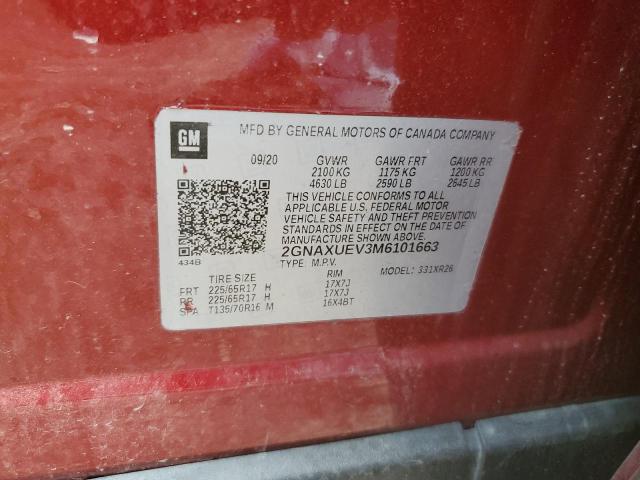 GM MFD BY GENERAL MOTORS OF CANADA COMPANY
09/20 GVWR GAWR FRT GAWR RR
2100 KG 1175 KG 1200 KG
4630 LB 2590 LB 2645 LB
THIS VEHICLE CONFORMS TO ALL
APPLICABLE U.S. FEDERAL MOTOR
VEHICLE SAFETY AND THEFT PREVENTION
STANDARDS IN EFFECT ON THE DATE OF
MANUFACTURE SHOWN ABOVE.
2GNAXUEV3M6101663
434B TYPE: M.P.V. MODEL: 331XR26
TIRE SIZE RIM
FRT 225/65R17 H 17X7J
RR 225/65R17 H 17X7J
SPA T135/70R16 M 16X4BT